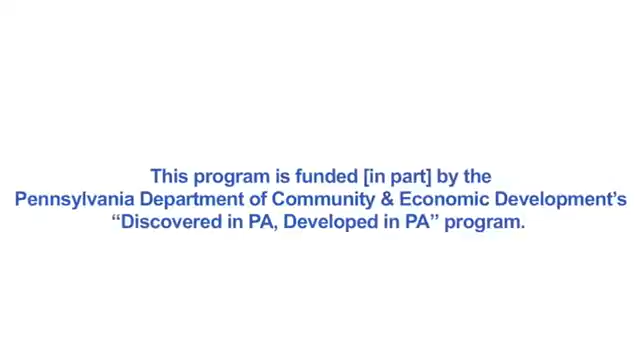 This program is funded [in part] by the
Pennsylvania Department of Community & Economic Development’s
“Discovered in PA, Developed in PA” program.